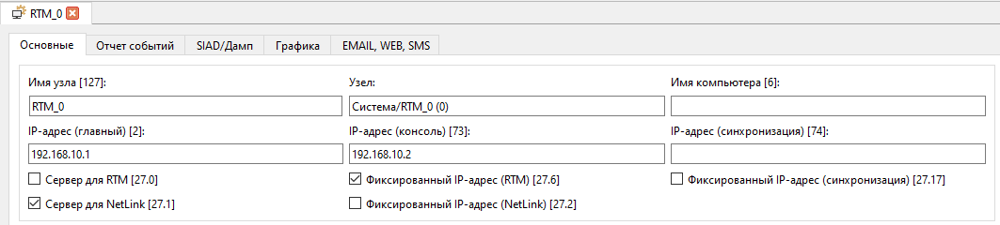 RTM_0
Основные Отчет событий SIAD/Дамп Графика EMAIL, WEB, SMS
Имя узла [127]: Узел: Имя компьютера [6]:
RTM_0 Система/RTM_0 (0)
IP-адрес (главный) [2]: IP-адрес (консоль) [73]: IP-адрес (синхронизация) [74]:
192.168.10.1 192.168.10.2
Сервер для RTM [27.0] Фиксированный IP-адрес (RTM) [27.6] Фиксированный IP-адрес (синхронизация) [27.17]
Сервер для NetLink [27.1] Фиксированный IP-адрес (NetLink) [27.2]